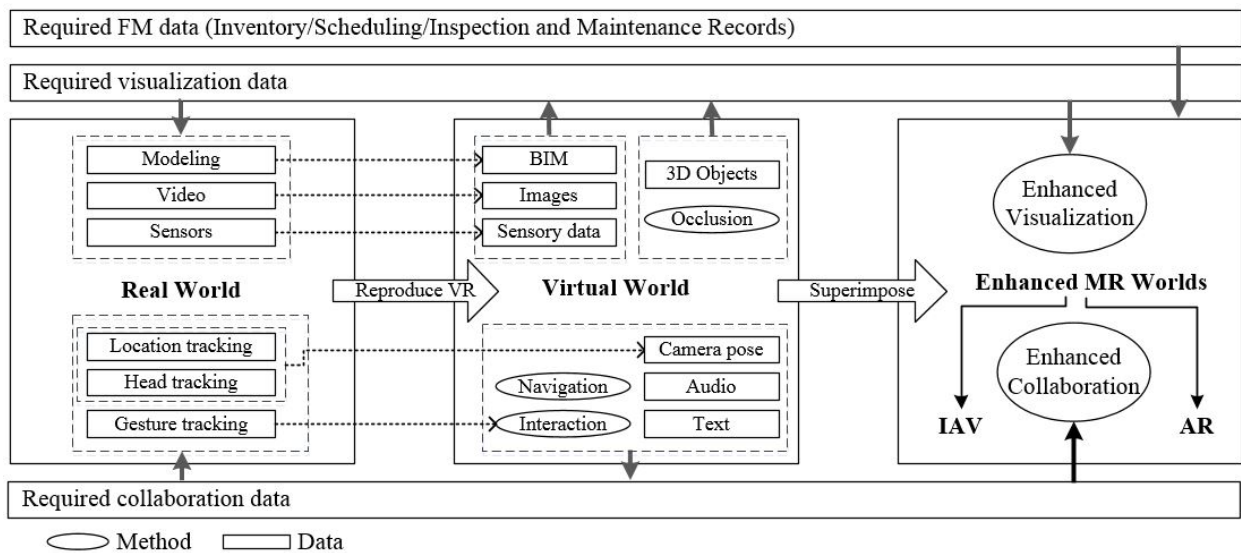 Required FM data (Inventory/Scheduling/Inspection and Maintenance Records)
Required visualization data
Modeling
Video
Sensors
Real World
Location tracking
Head tracking
Gesture tracking
Reproduce VR
BIM
Images
Sensory data
3D Objects
Occlusion
Virtual World
Camera pose
Navigation
Audio
Interaction
Text
Superimpose
Enhanced
Visualization
Enhanced MR Worlds
Enhanced
Collaboration
IAV
AR
Required collaboration data
Method
Data